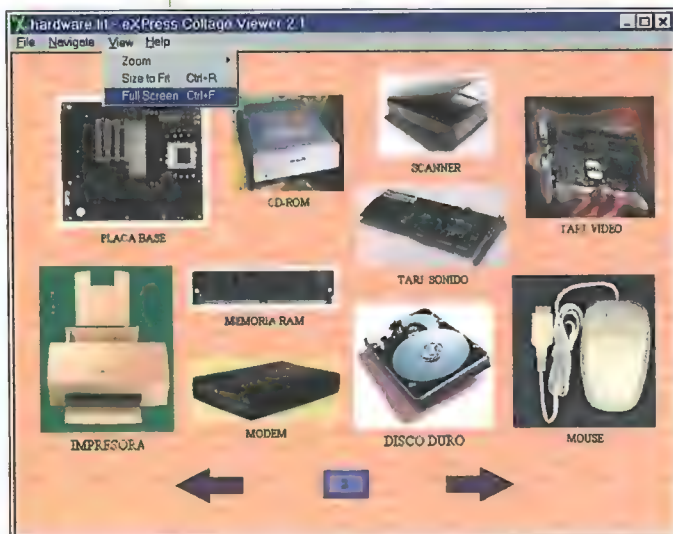 hardware.lit - eXPress Collage Viewer 2.1
File Navigate View Help
Zoom
Size to Fit Ctrl+R
Full Screen Ctrl+F
SCANNER
CD-ROM
PLACA BASE
TARJ. VIDEO
TARJ. SONIDO
MEMORIA RAM
IMPRESORA
MODEM
DISCO DURO
MOUSE